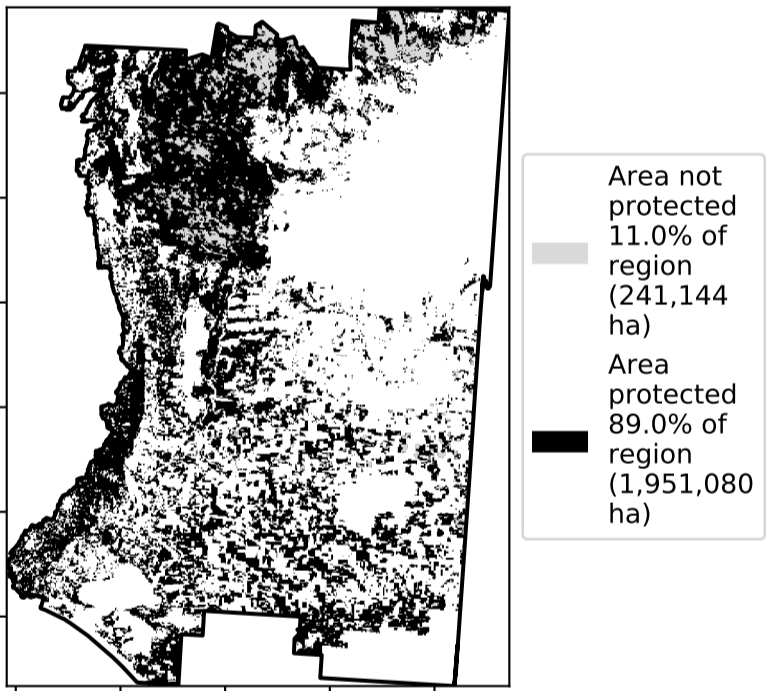 Area not
protected
11.0% of
region
(241,144
ha)
Area
protected
89.0% of
region
(1,951,080
ha)